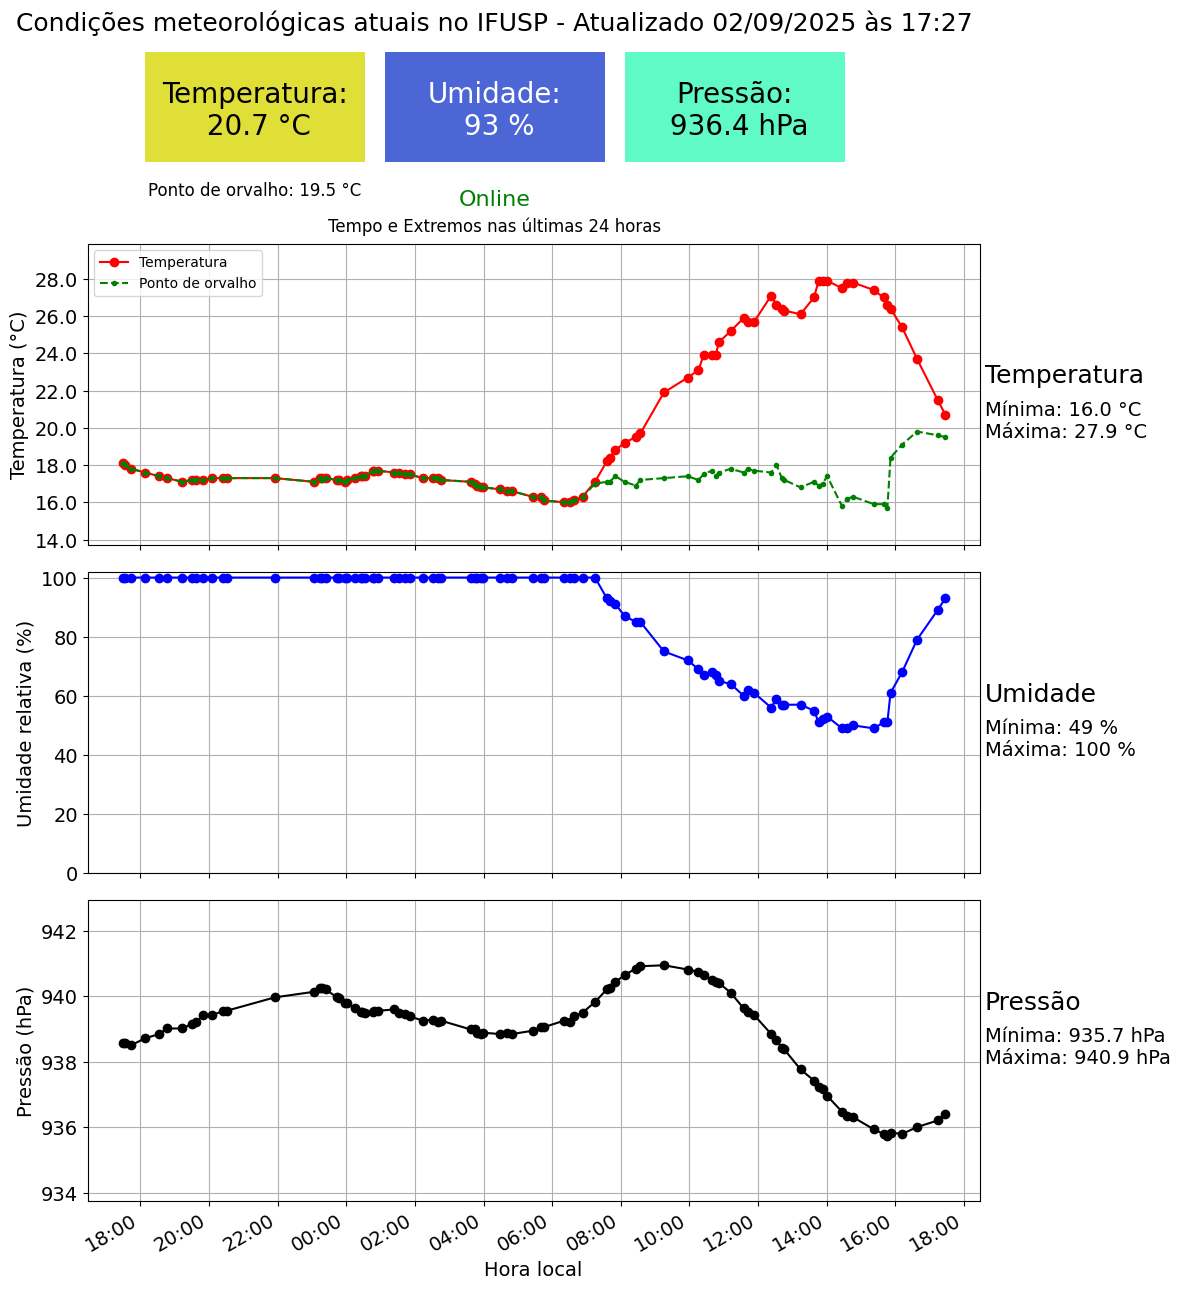 Condições meteorológicas atuais no IFUSP - Atualizado 02/09/2025 às 17:27
Temperatura:
20.7 °C
Umidade:
93 %
Pressão:
936.4 hPa
Ponto de orvalho: 19.5 °C
Online
Tempo e Extremos nas últimas 24 horas
Temperatura
Ponto de orvalho
Temperatura (°C)
28.0
26.0
24.0
22.0
20.0
18.0
16.0
14.0
Temperatura
Mínima: 16.0 °C
Máxima: 27.9 °C
Umidade relativa (%)
100
80
60
40
20
0
Umidade
Mínima: 49 %
Máxima: 100 %
Pressão (hPa)
942
940
938
936
934
Pressão
Mínima: 935.7 hPa
Máxima: 940.9 hPa
18:00
20:00
22:00
00:00
02:00
04:00
06:00
08:00
10:00
12:00
14:00
16:00
18:00
Hora local